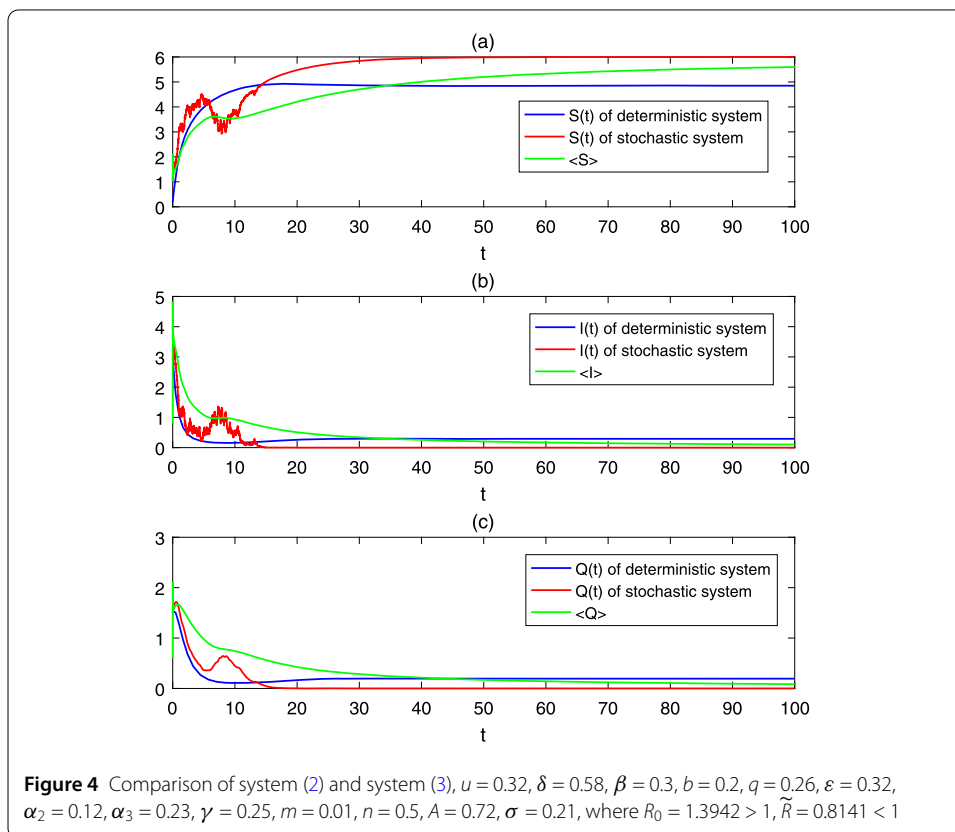 (a)
6
5
4
3
2
1
0
S(t) of deterministic system
S(t) of stochastic system
<S>
0 10 20 30 40 50 60 70 80 90 100
t
(b)
5
4
3
2
1
0
I(t) of deterministic system
I(t) of stochastic system
<I>
0 10 20 30 40 50 60 70 80 90 100
t
(c)
3
2
1
0
Q(t) of deterministic system
Q(t) of stochastic system
<Q>
0 10 20 30 40 50 60 70 80 90 100
t
Figure 4 Comparison of system (2) and system (3), u = 0.32, δ = 0.58, β = 0.3, b = 0.2, q = 0.26, ε = 0.32,
α₂ = 0.12, α₃ = 0.23, γ = 0.25, m = 0.01, n = 0.5, A = 0.72, σ = 0.21, where R₀ = 1.3942 > 1, R̃ = 0.8141 < 1